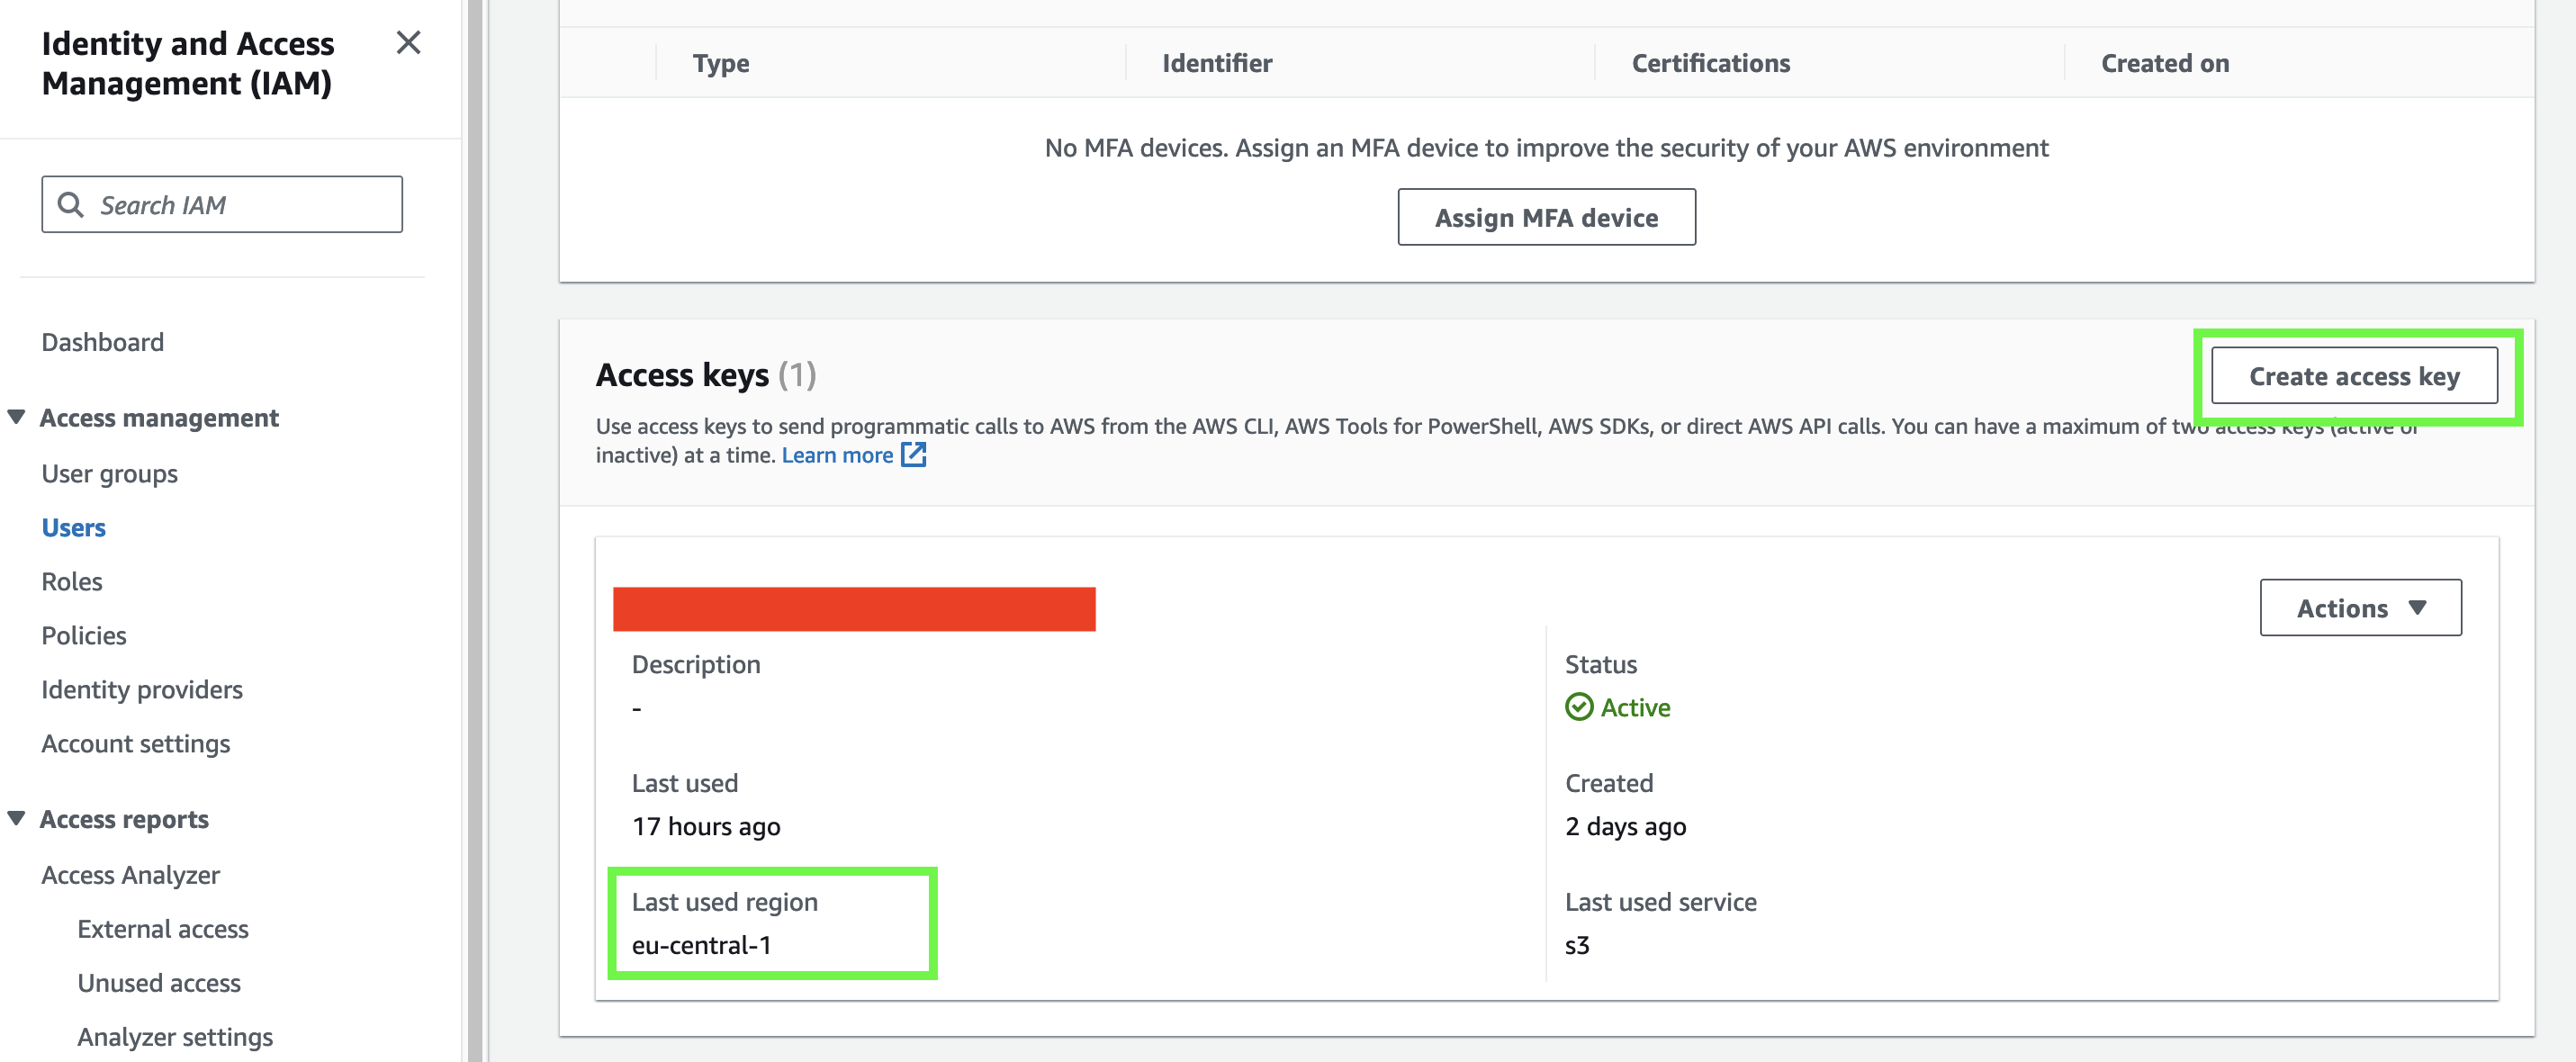 Identity and Access
Management (IAM)
Search IAM
Dashboard
Access management
User groups
Users
Roles
Policies
Identity providers
Account settings
Access reports
Access Analyzer
External access
Unused access
Analyzer settings
Type
Identifier
Certifications
Created on
No MFA devices. Assign an MFA device to improve the security of your AWS environment
Assign MFA device
Access keys (1)
Create access key
Use access keys to send programmatic calls to AWS from the AWS CLI, AWS Tools for PowerShell, AWS SDKs, or direct AWS API calls. You can have a maximum of two access keys (active or
inactive) at a time. Learn more
Actions
Description
-
Status
Active
Last used
17 hours ago
Created
2 days ago
Last used region
eu-central-1
Last used service
s3